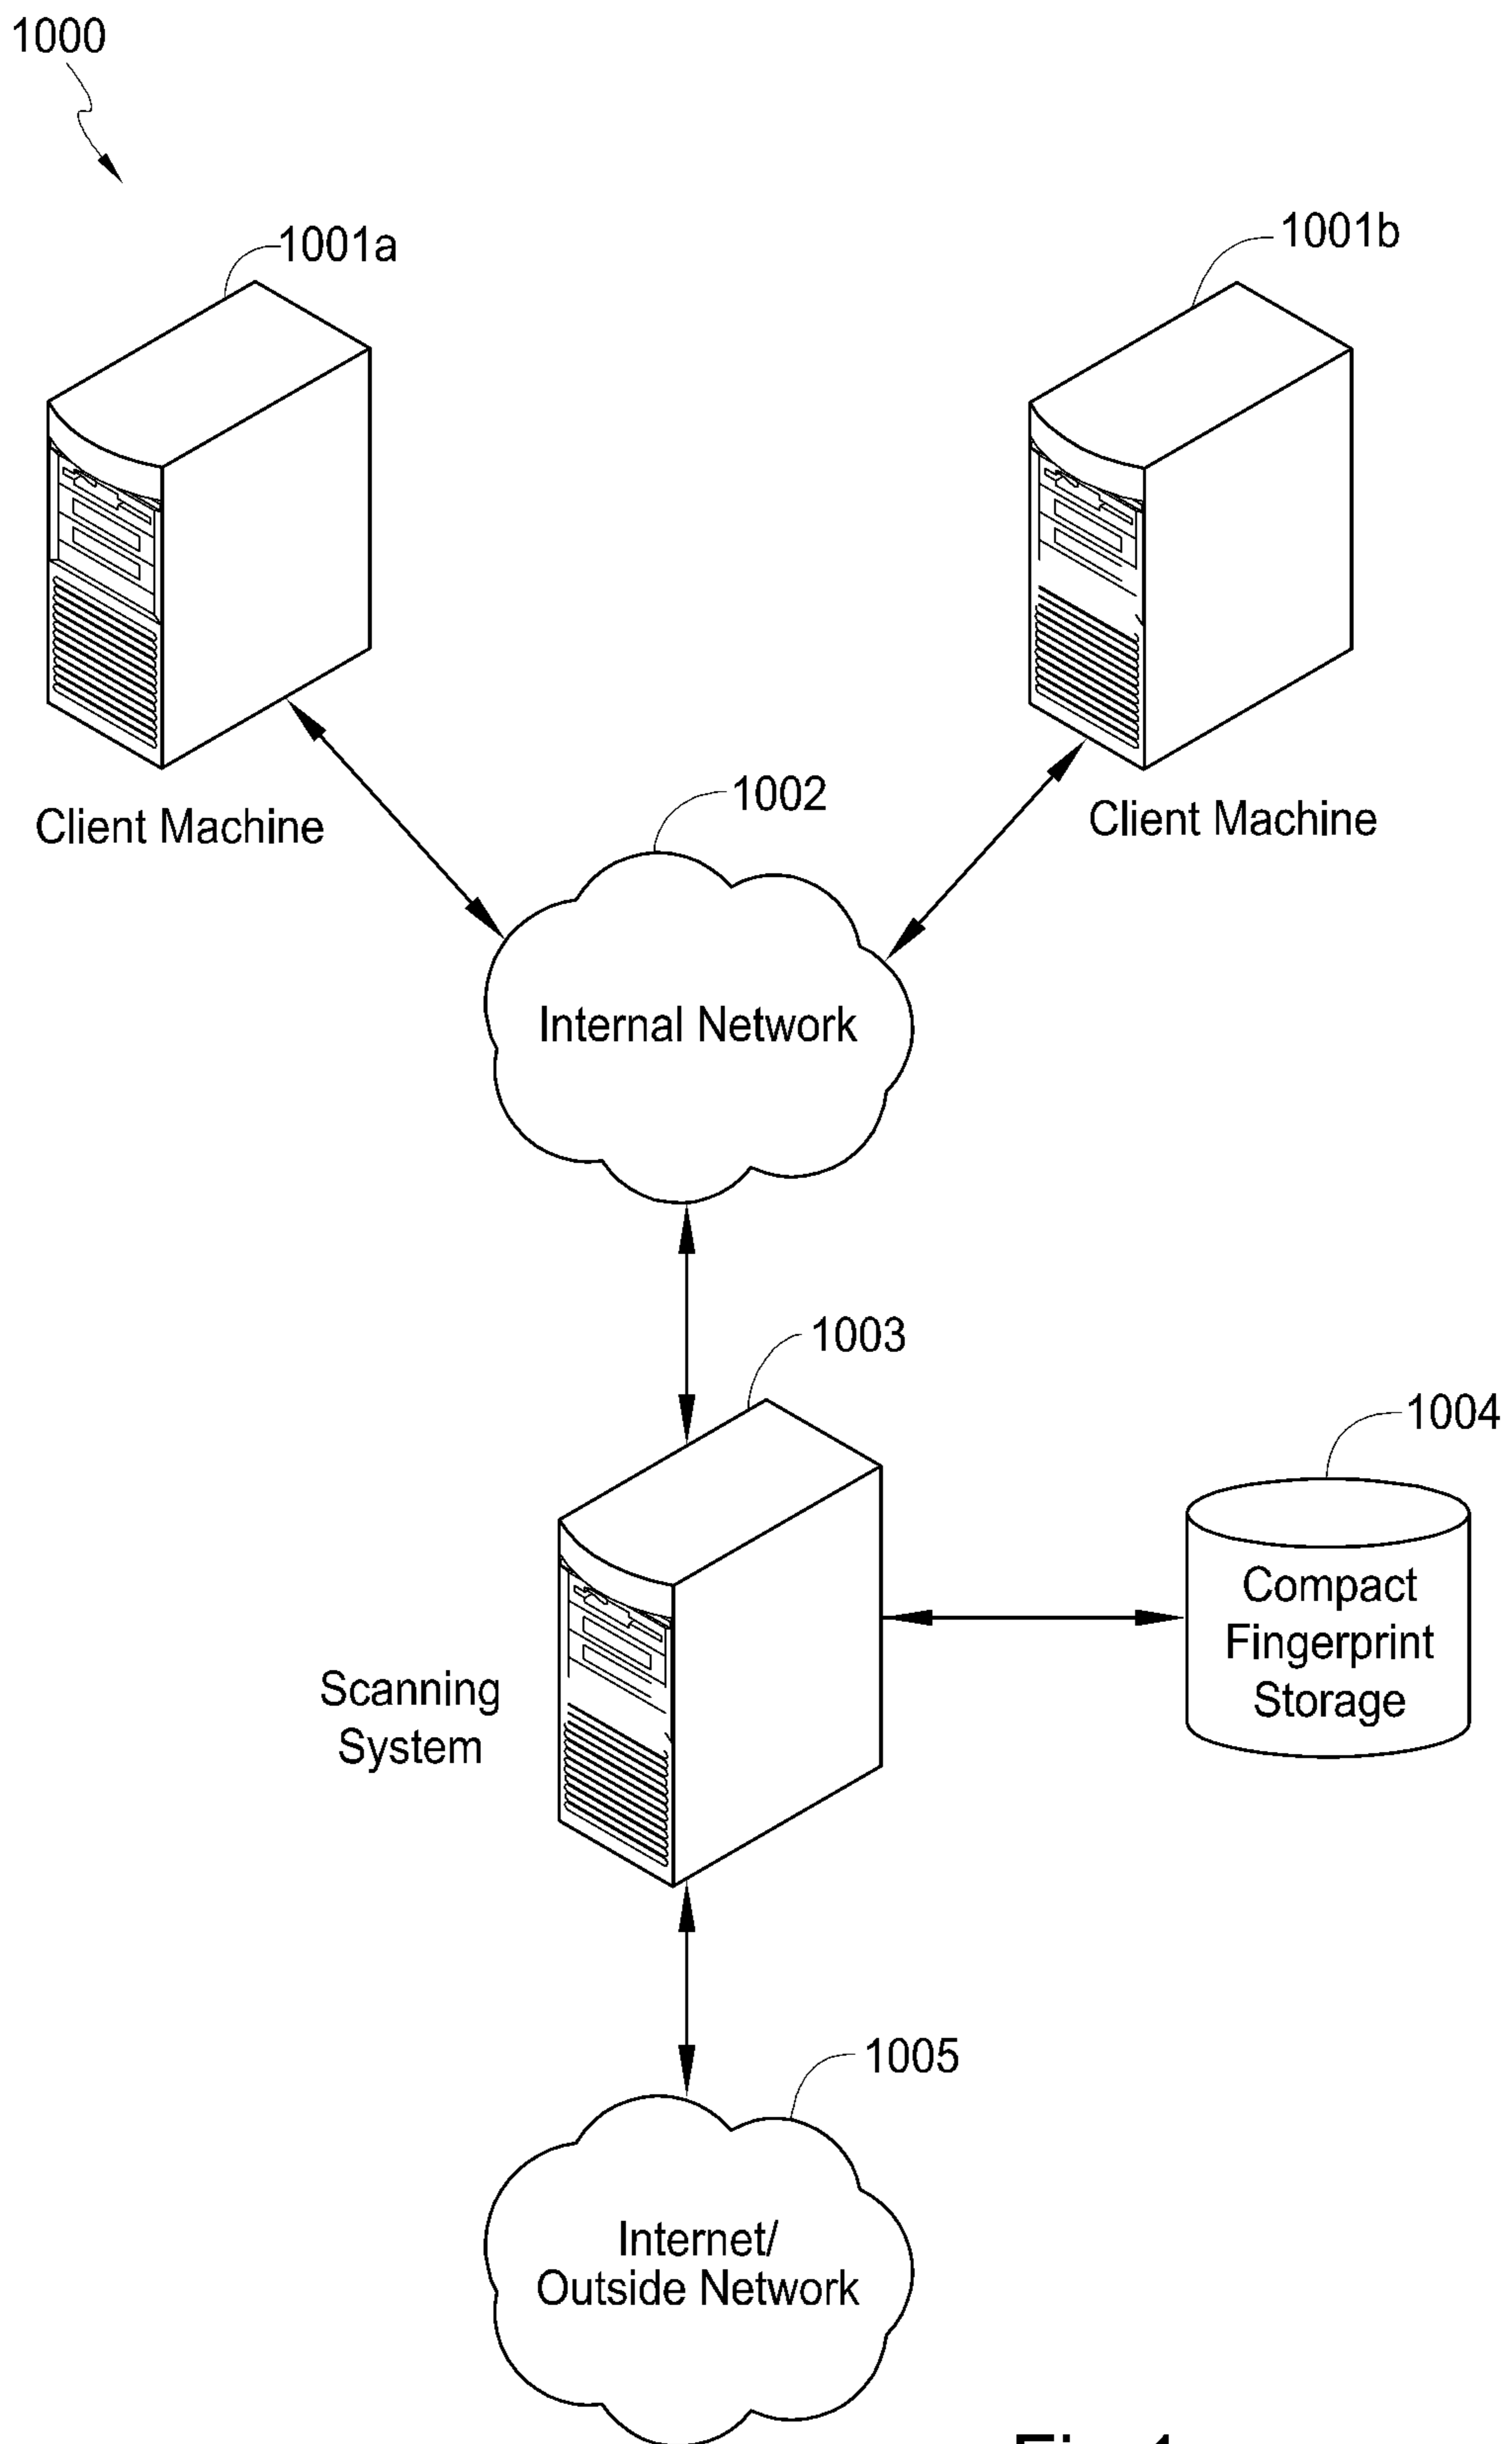 1000
1001a
1001b
Client Machine
Client Machine
1002
Internal Network
1003
1004
Compact
Fingerprint
Storage
Scanning
System
1005
Internet/
Outside Network